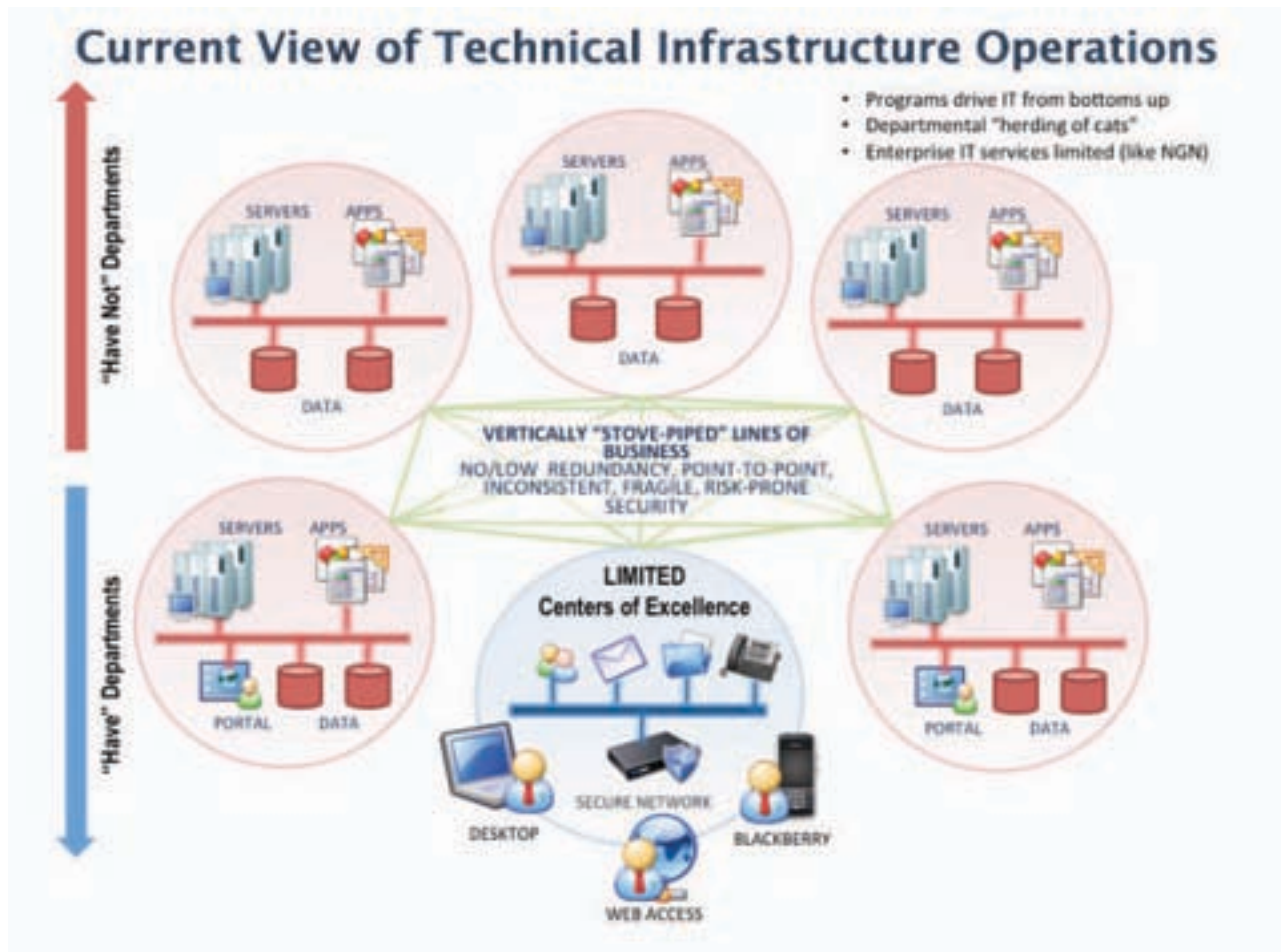 Current View of Technical Infrastructure Operations
• Programs drive IT from bottoms up
• Departmental "herding of cats"
• Enterprise IT services limited (like NGN)
"Have Not" Departments
SERVERS APPS
DATA
SERVERS APPS
DATA
SERVERS APPS
DATA
VERTICALLY "STOVE-PIPED" LINES OF
BUSINESS
NO/LOW REDUNDANCY, POINT-TO-POINT,
INCONSISTENT, FRAGILE, RISK-PRONE
SECURITY
"Have" Departments
SERVERS APPS
PORTAL DATA
LIMITED
Centers of Excellence
SECURE NETWORK
DESKTOP
BLACKBERRY
WEB ACCESS
SERVERS APPS
PORTAL DATA